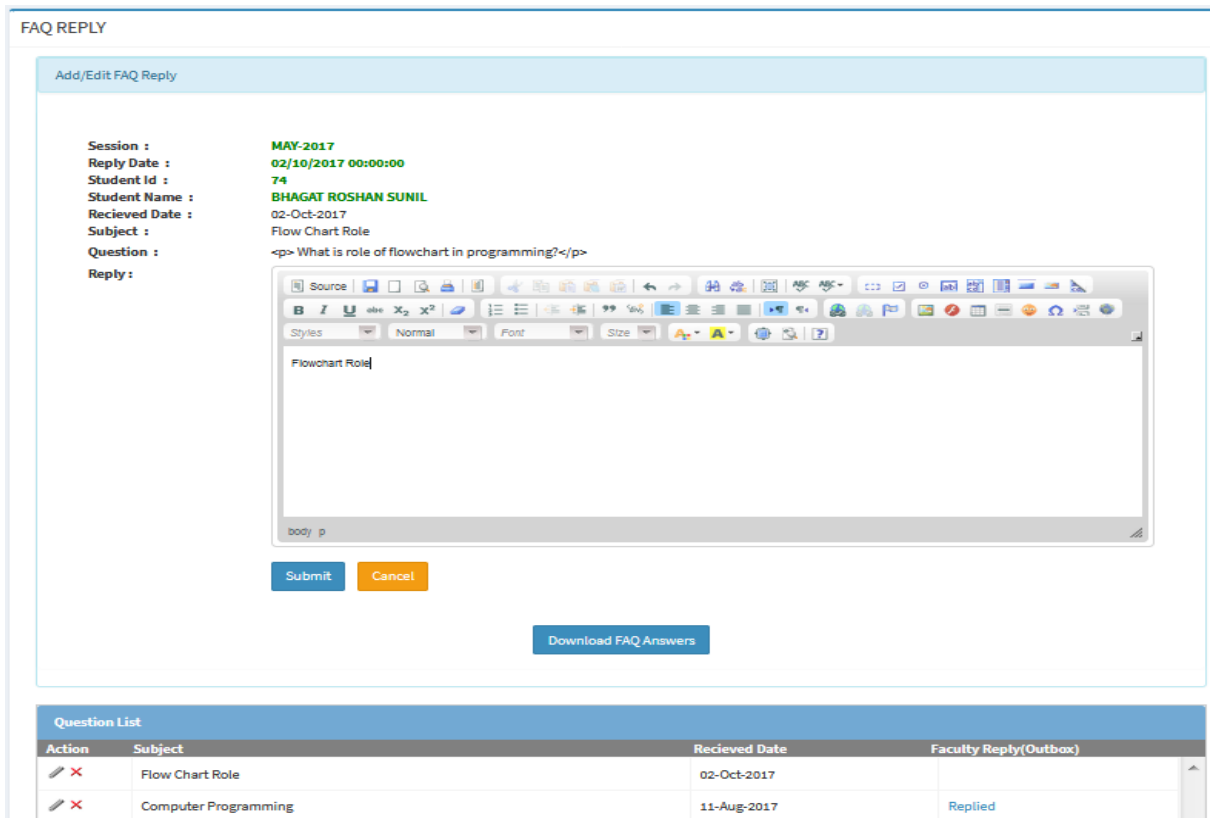 FAQ REPLY
Add/Edit FAQ Reply
Session : MAY-2017
Reply Date : 02/10/2017 00:00:00
Student Id : 74
Student Name : BHAGAT ROSHAN SUNIL
Recieved Date : 02-Oct-2017
Subject : Flow Chart Role
Question : <p> What is role of flowchart in programming?</p>
Reply :
Source
B I U abc X₂ X²
Styles Normal Font Size A A
Flowchart Role
body p
Submit Cancel
Download FAQ Answers
Question List
Action Subject Recieved Date Faculty Reply(Outbox)
Flow Chart Role 02-Oct-2017
Computer Programming 11-Aug-2017 Replied